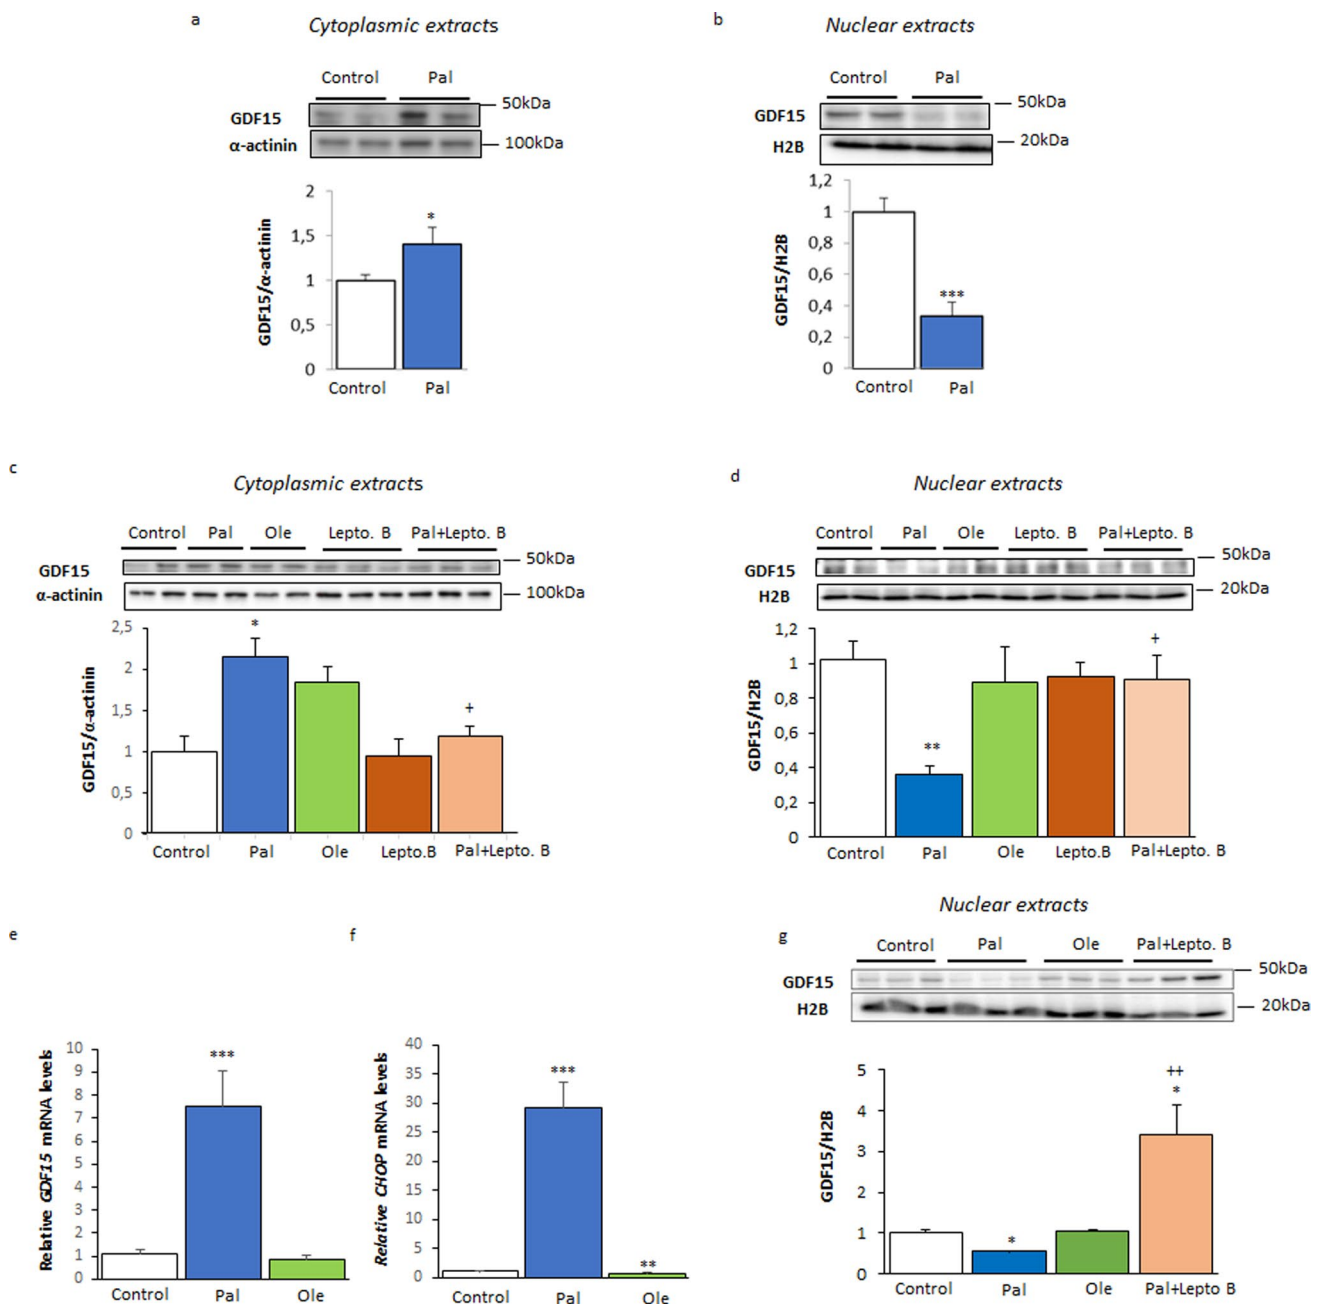 a
Cytoplasmic extracts
Control Pal
GDF15
50kDa
α-actinin
100kDa
2
1,5
1
0,5
0
GDF15/α-actinin
*
Control Pal
b
Nuclear extracts
Control Pal
GDF15
50kDa
H2B
20kDa
1,2
1
0,8
0,6
0,4
0,2
0
GDF15/H2B
***
Control Pal
c
Cytoplasmic extracts
Control Pal Ole Lepto. B Pal+Lepto. B
GDF15
50kDa
α-actinin
100kDa
2,5
2
1,5
1
0,5
0
GDF15/α-actinin
*
+
Control Pal Ole Lepto.B Pal+Lepto. B
d
Nuclear extracts
Control Pal Ole Lepto. B Pal+Lepto. B
GDF15
50kDa
H2B
20kDa
1,2
1
0,8
0,6
0,4
0,2
0
GDF15/H2B
**
+
Control Pal Ole Lepto.B Pal+Lepto. B
e
10
9
8
7
6
5
4
3
2
1
0
Relative GDF15 mRNA levels
***
Control Pal Ole
f
40
35
30
25
20
15
10
5
0
Relative CHOP mRNA levels
***
**
Control Pal Ole
Nuclear extracts
g
Control Pal Ole Pal+Lepto. B
GDF15
50kDa
H2B
20kDa
5
4
3
2
1
0
GDF15/H2B
*
++
*
Control Pal Ole Pal+Lepto B